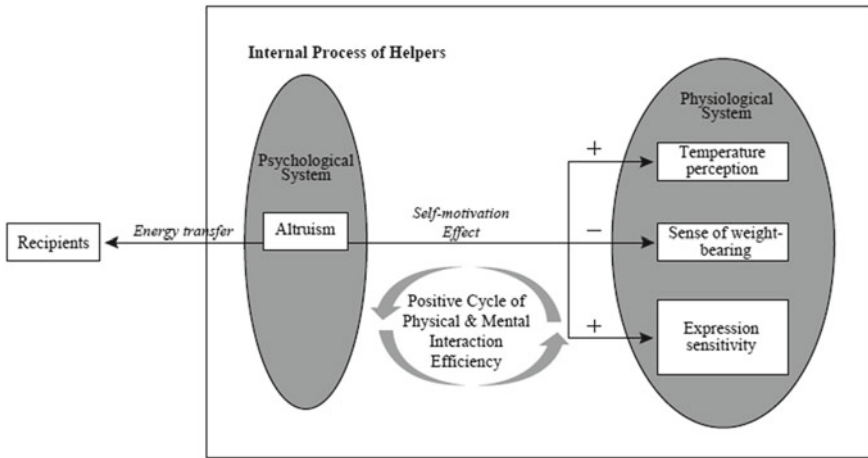 Internal Process of Helpers
Physiological
System
Psychological
System
+
Temperature
perception
Recipients
Energy transfer
Altruism
Self-motivation
Effect
−
Sense of weight-
bearing
Positive Cycle of
Physical & Mental
Interaction
Efficiency
+
Expression
sensitivity